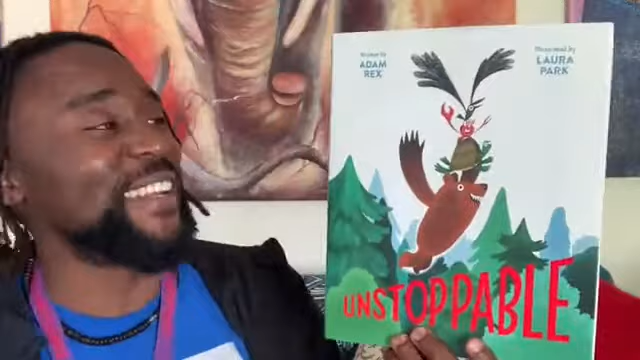 Written by
ADAM
REX
Illustrated by
LAURA
PARK
UNSTOPPABLE